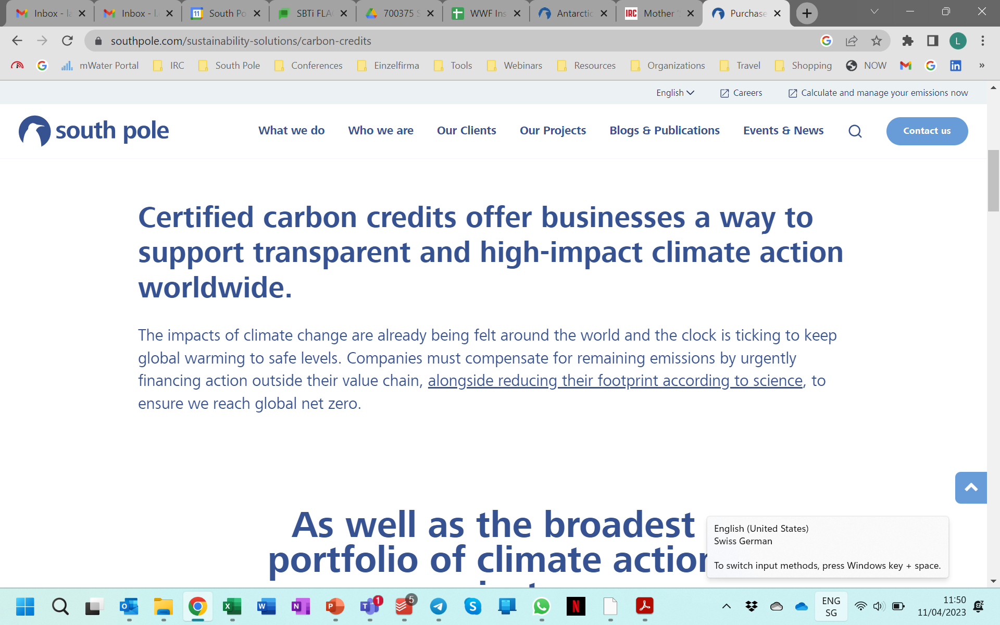 Inbox - la
Inbox - l.
South Po
SBTi FLA
700375 S
WWF Ins
Antarctic
Mother "
Purchase
southpole.com/sustainability-solutions/carbon-credits
mWater Portal
IRC
South Pole
Conferences
Einzelfirma
Tools
Webinars
Resources
Organizations
Travel
Shopping
NOW
»
English
Careers
Calculate and manage your emissions now
south pole
What we do
Who we are
Our Clients
Our Projects
Blogs & Publications
Events & News
Contact us
Certified carbon credits offer businesses a way to
support transparent and high-impact climate action
worldwide.
The impacts of climate change are already being felt around the world and the clock is ticking to keep
global warming to safe levels. Companies must compensate for remaining emissions by urgently
financing action outside their value chain, alongside reducing their footprint according to science, to
ensure we reach global net zero.
As well as the broadest
portfolio of climate action
English (United States)
Swiss German
To switch input methods, press Windows key + space.
1
5
ENG
SG
11:50
11/04/2023